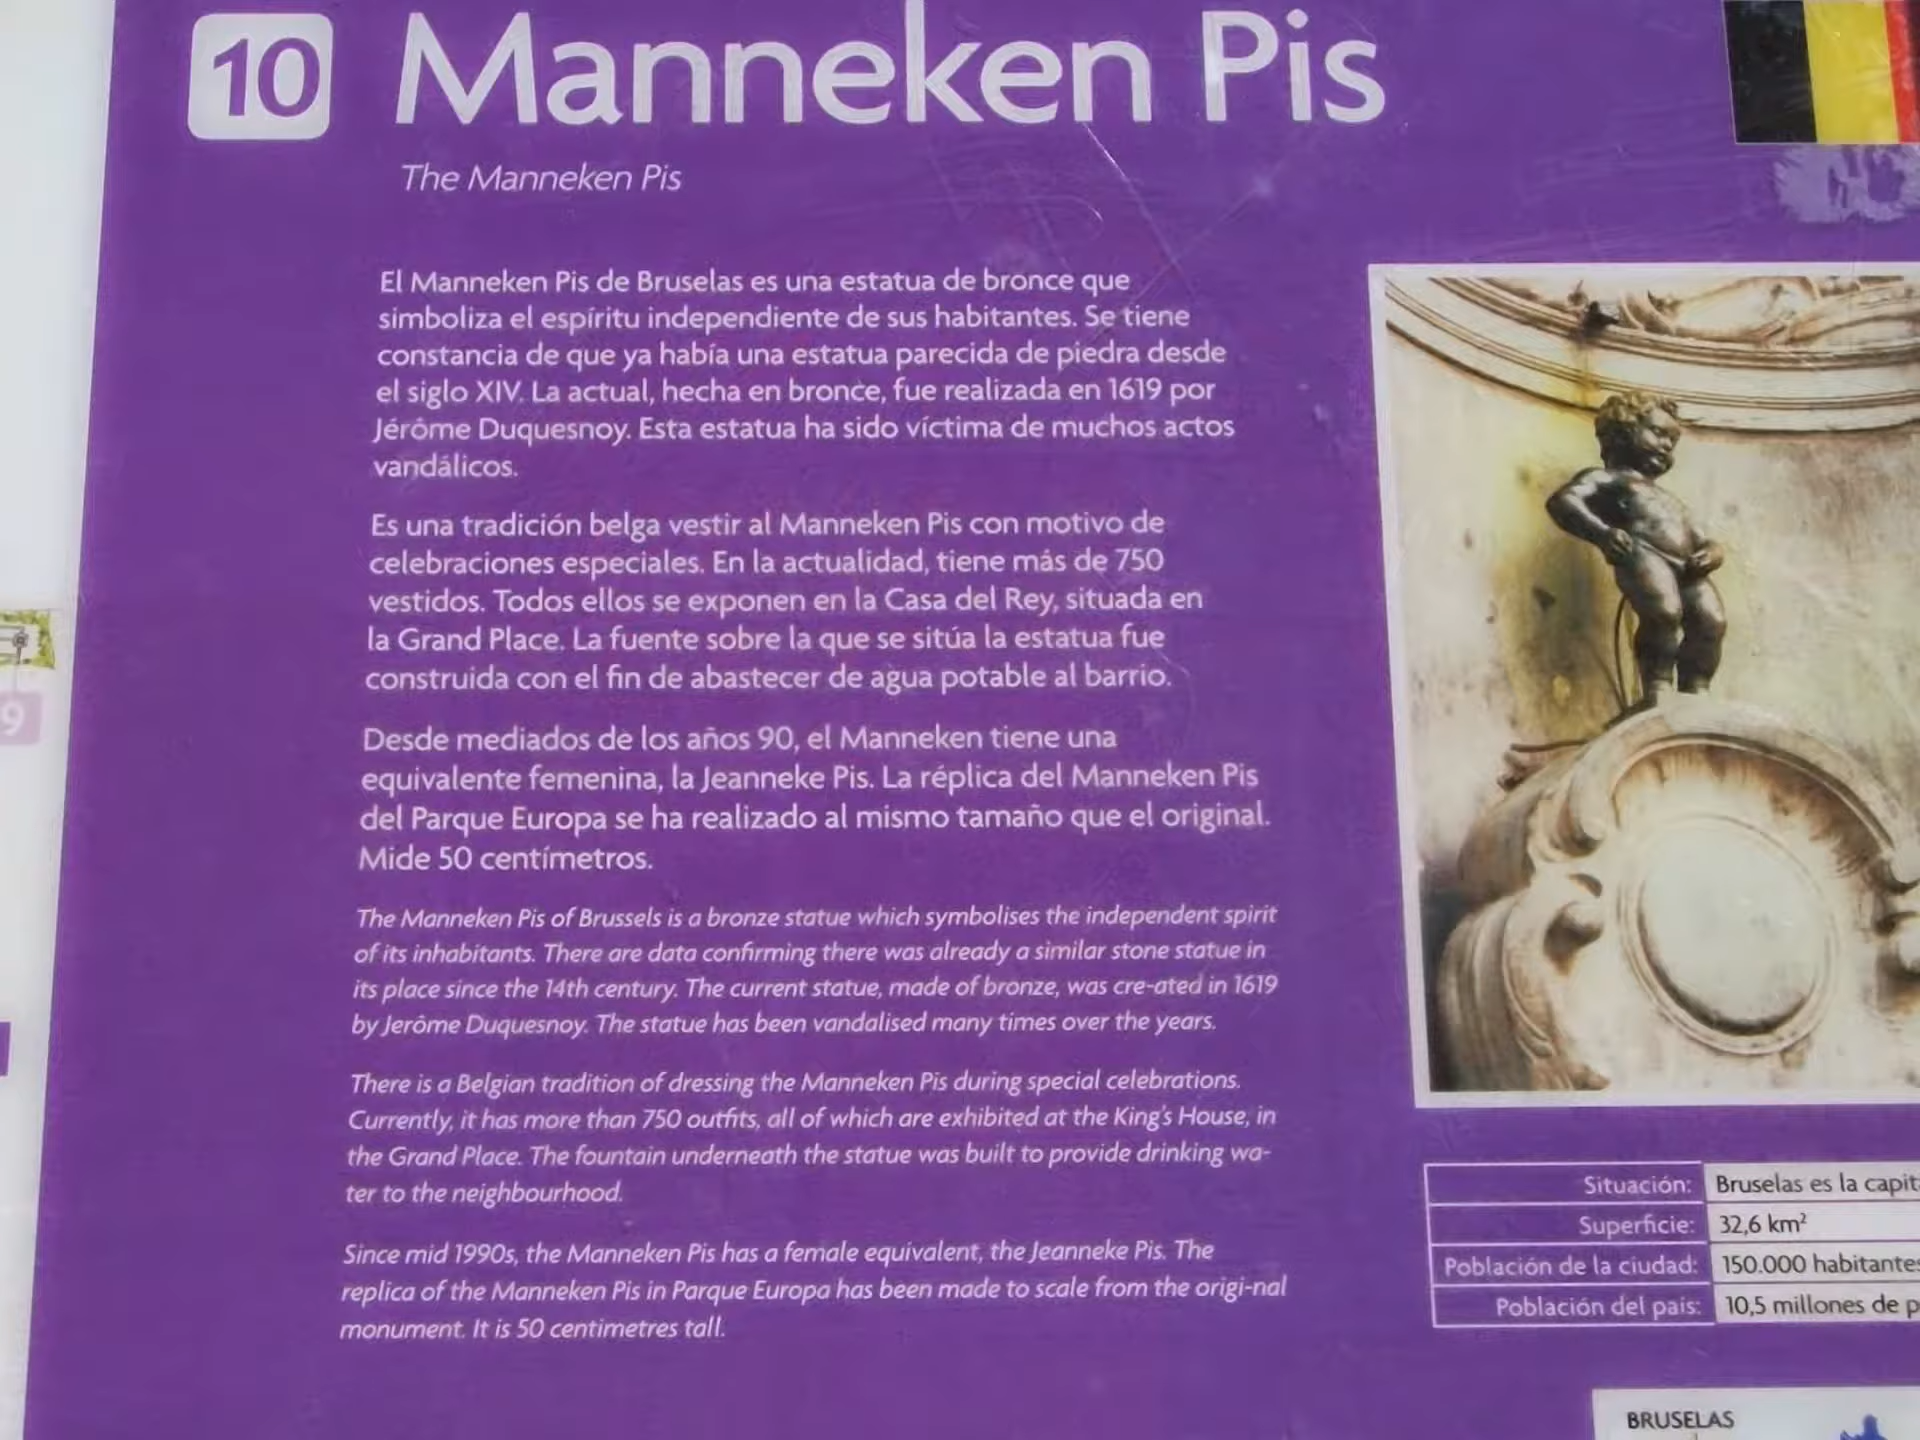 10 Manneken Pis
The Manneken Pis
El Manneken Pis de Bruselas es una estatua de bronce que
simboliza el espíritu independiente de sus habitantes. Se tiene
constancia de que ya había una estatua parecida de piedra desde
el siglo XIV. La actual, hecha en bronce, fue realizada en 1619 por
Jérôme Duquesnoy. Esta estatua ha sido víctima de muchos actos
vandálicos.
Es una tradición belga vestir al Manneken Pis con motivo de
celebraciones especiales. En la actualidad, tiene más de 750
vestidos. Todos ellos se exponen en la Casa del Rey, situada en
la Grand Place. La fuente sobre la que se sitúa la estatua fue
construida con el fin de abastecer de agua potable al barrio.
Desde mediados de los años 90, el Manneken tiene una
equivalente femenina, la Jeanneke Pis. La réplica del Manneken Pis
del Parque Europa se ha realizado al mismo tamaño que el original.
Mide 50 centímetros.
The Manneken Pis of Brussels is a bronze statue which symbolises the independent spirit
of its inhabitants. There are data confirming there was already a similar stone statue in
its place since the 14th century. The current statue, made of bronze, was cre-ated in 1619
by Jerôme Duquesnoy. The statue has been vandalised many times over the years.
There is a Belgian tradition of dressing the Manneken Pis during special celebrations.
Currently, it has more than 750 outfits, all of which are exhibited at the King's House, in
the Grand Place. The fountain underneath the statue was built to provide drinking wa-
ter to the neighbourhood.
Since mid 1990s, the Manneken Pis has a female equivalent, the Jeanneke Pis. The
replica of the Manneken Pis in Parque Europa has been made to scale from the origi-nal
monument. It is 50 centimetres tall.
9
Situación: Bruselas es la
Superficie: 32,6 km²
Población de la ciudad: 150.000 habitantes
Población del país: 10,5 millones de
BRUSELAS